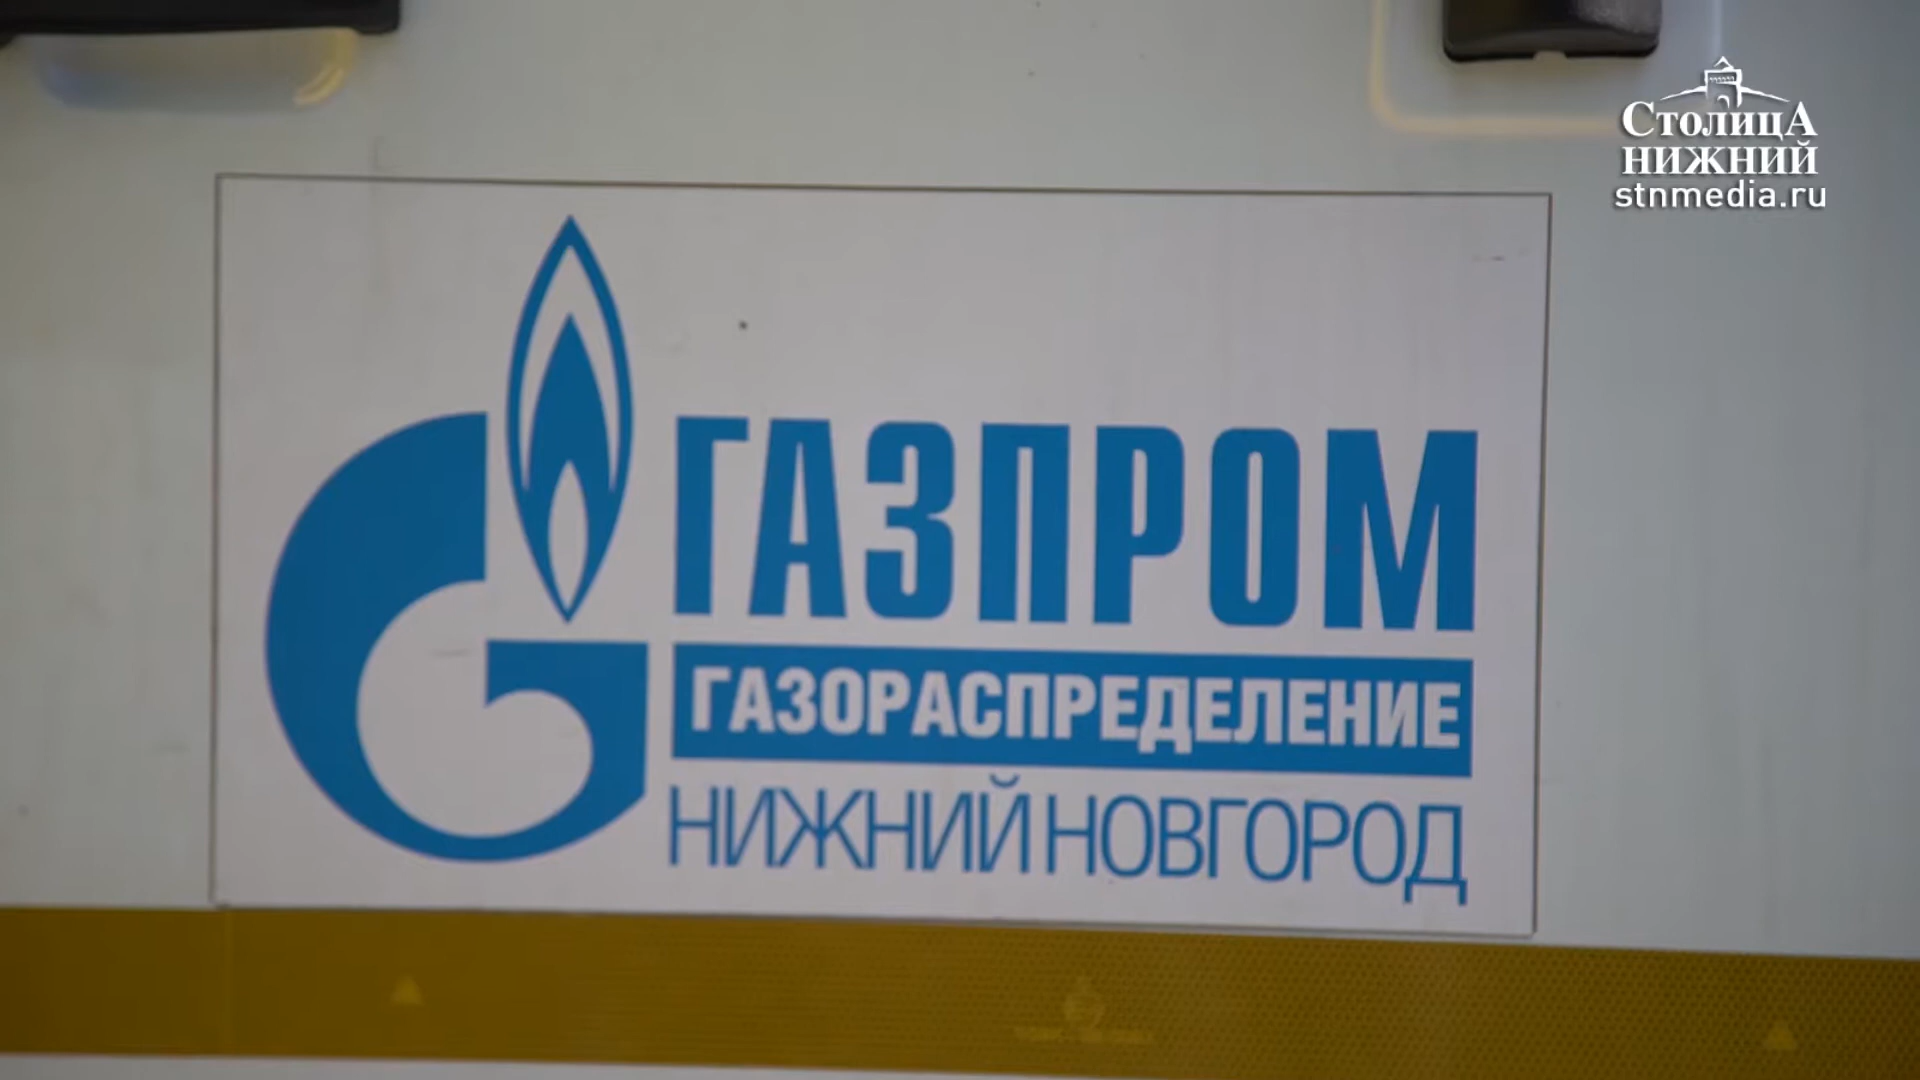 СтолицА
нижний
stnmedia.ru
ГАЗПРОМ
ГАЗОРАСПРЕДЕЛЕНИЕ
НИЖНИЙ НОВГОРОД